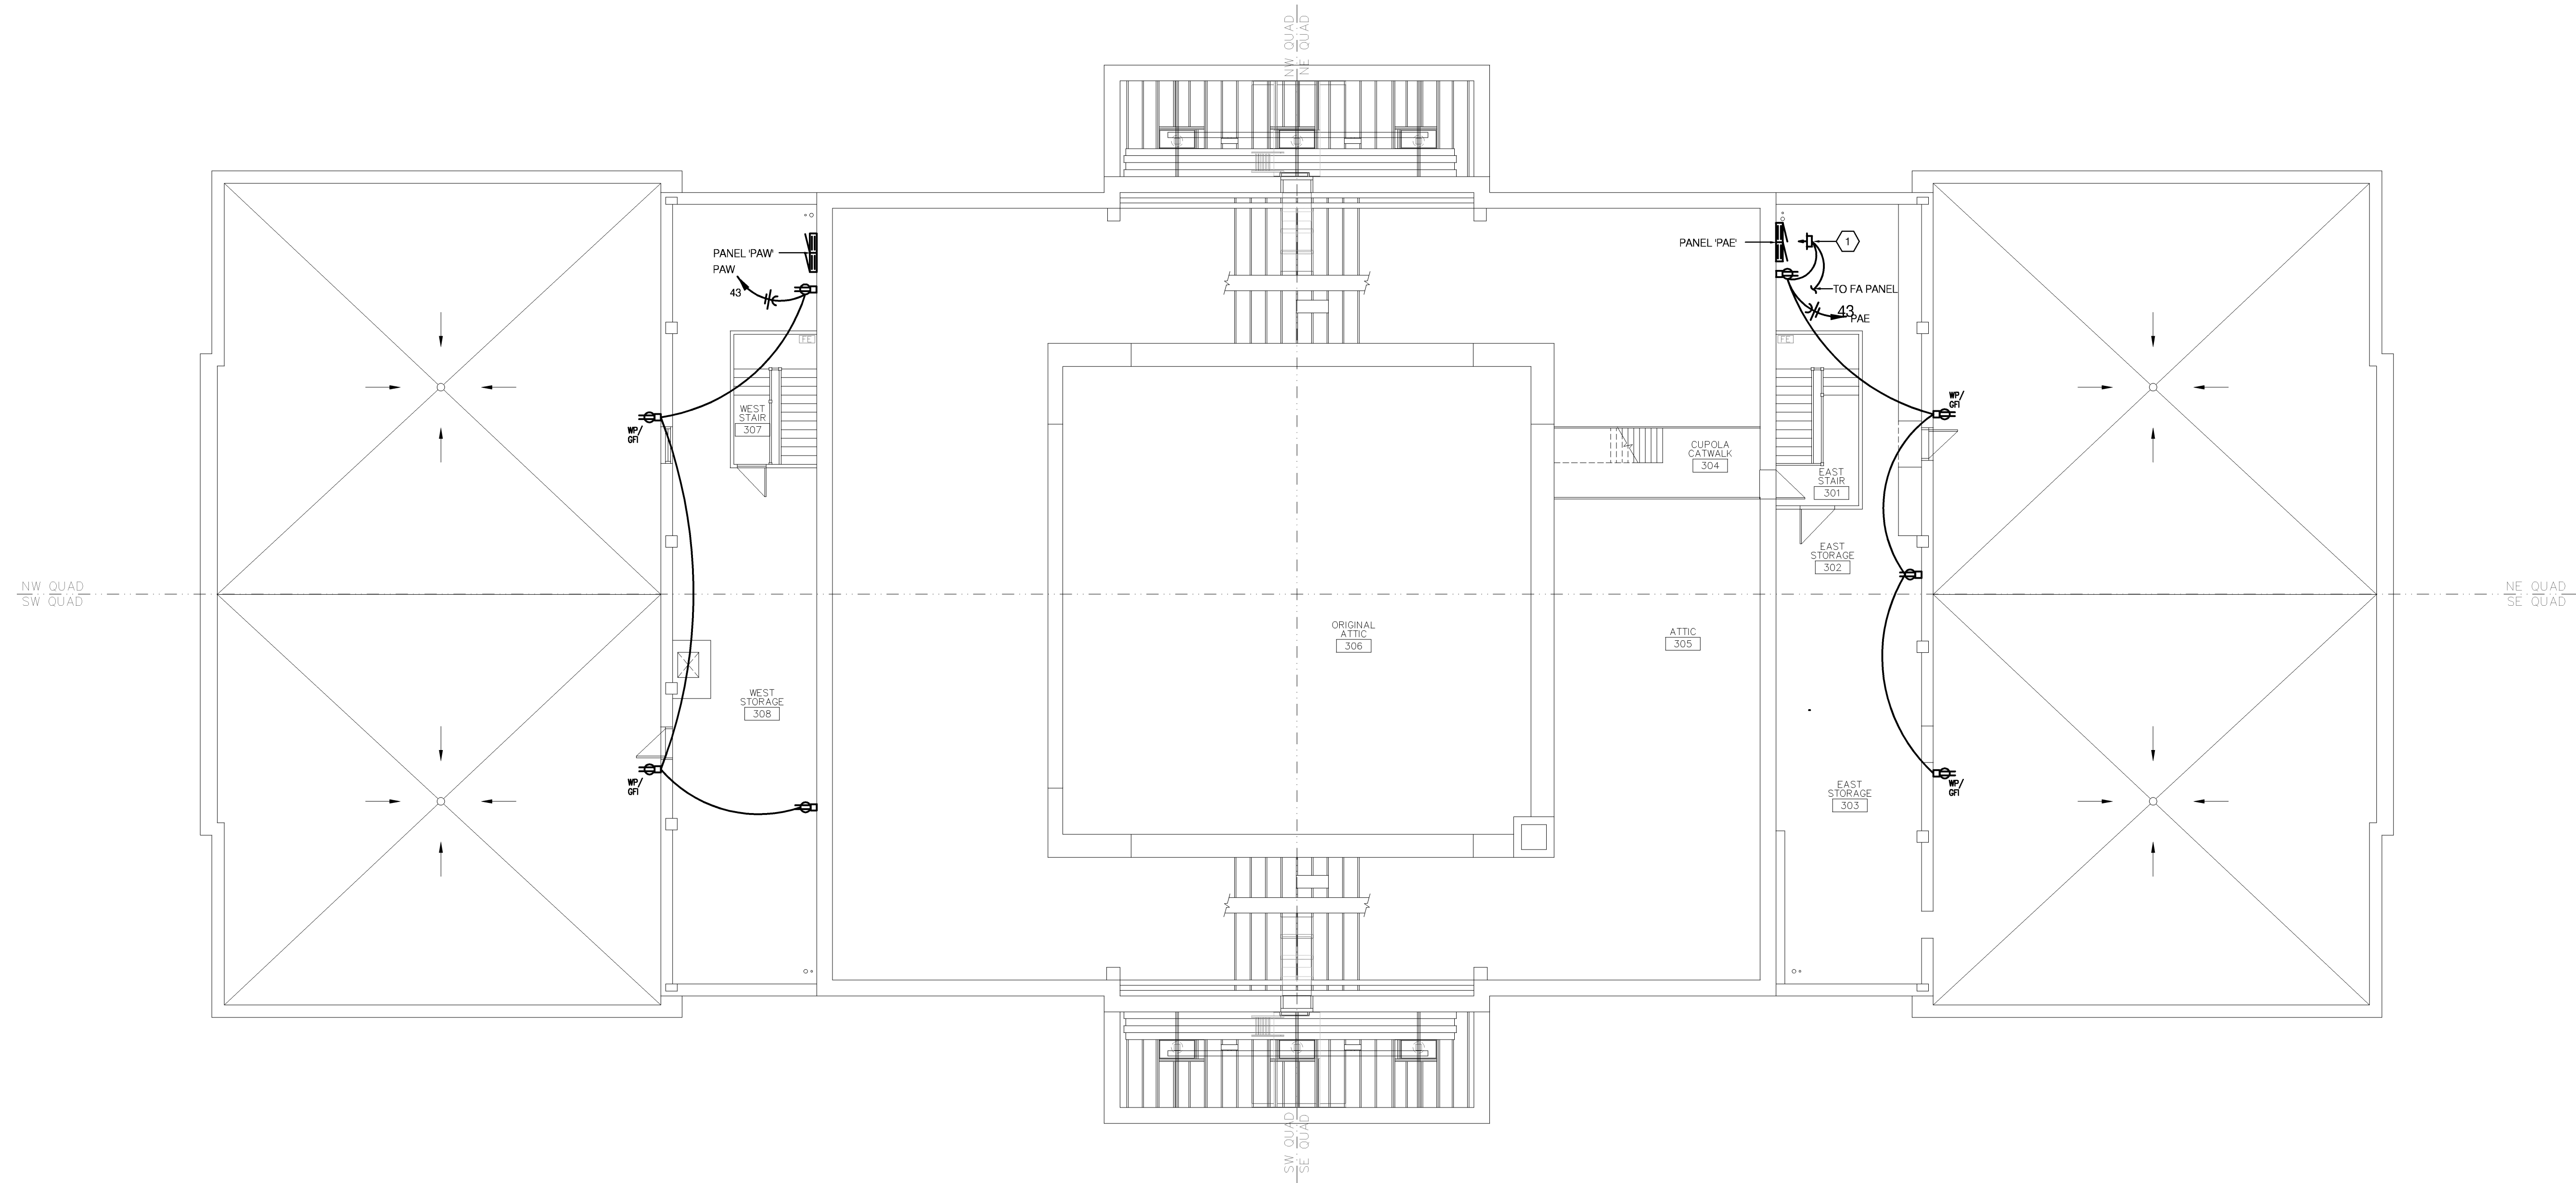 NW QUAD
NE QUAD
PANEL 'PAW'
PAW
43
PANEL 'PAE'
1
TO FA PANEL
43
PAE
FE
FE
WP/
GFI
WEST
STAIR
307
WP/
GFI
CUPOLA
CATWALK
304
EAST
STAIR
301
EAST
STORAGE
302
NW QUAD
SW QUAD
NE QUAD
SE QUAD
ORIGINAL
ATTIC
306
ATTIC
305
WEST
STORAGE
308
WP/
GFI
EAST
STORAGE
303
WP/
GFI
SW QUAD
SE QUAD